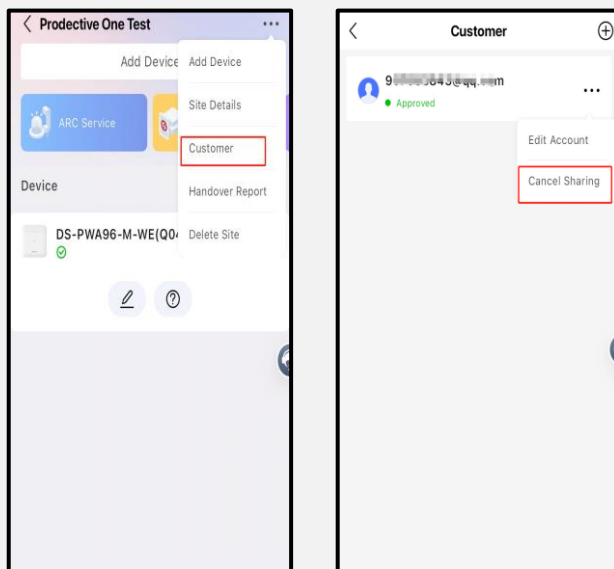 Prodective One Test
Add Device
Add Device
ARC Service
Site Details
Customer
Handover Report
Device
DS-PWA96-M-WE(Q0
Delete Site
Customer
Approved
Edit Account
Cancel Sharing